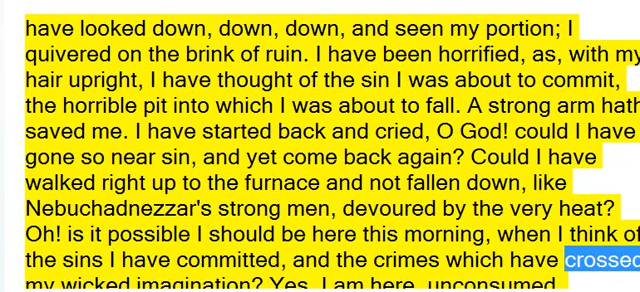 have looked down, down, down, and seen my portion; I
quivered on the brink of ruin. I have been horrified, as, with my
hair upright, I have thought of the sin I was about to commit,
the horrible pit into which I was about to fall. A strong arm hath
saved me. I have started back and cried, O God! could I have
gone so near sin, and yet come back again? Could I have
walked right up to the furnace and not fallen down, like
Nebuchadnezzar's strong men, devoured by the very heat?
Oh! is it possible I should be here this morning, when I think of
the sins I have committed, and the crimes which have crossed
my wicked imagination? Yes, I am here, unconsumed